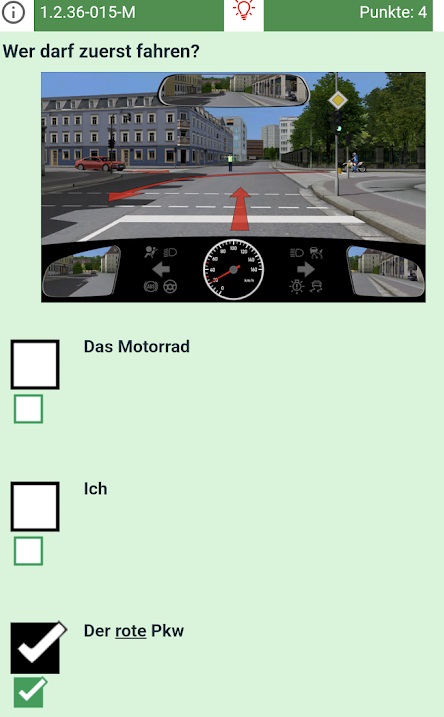 1.2.36-015-M
Punkte: 4
Wer darf zuerst fahren?
Das Motorrad
Ich
Der rote Pkw